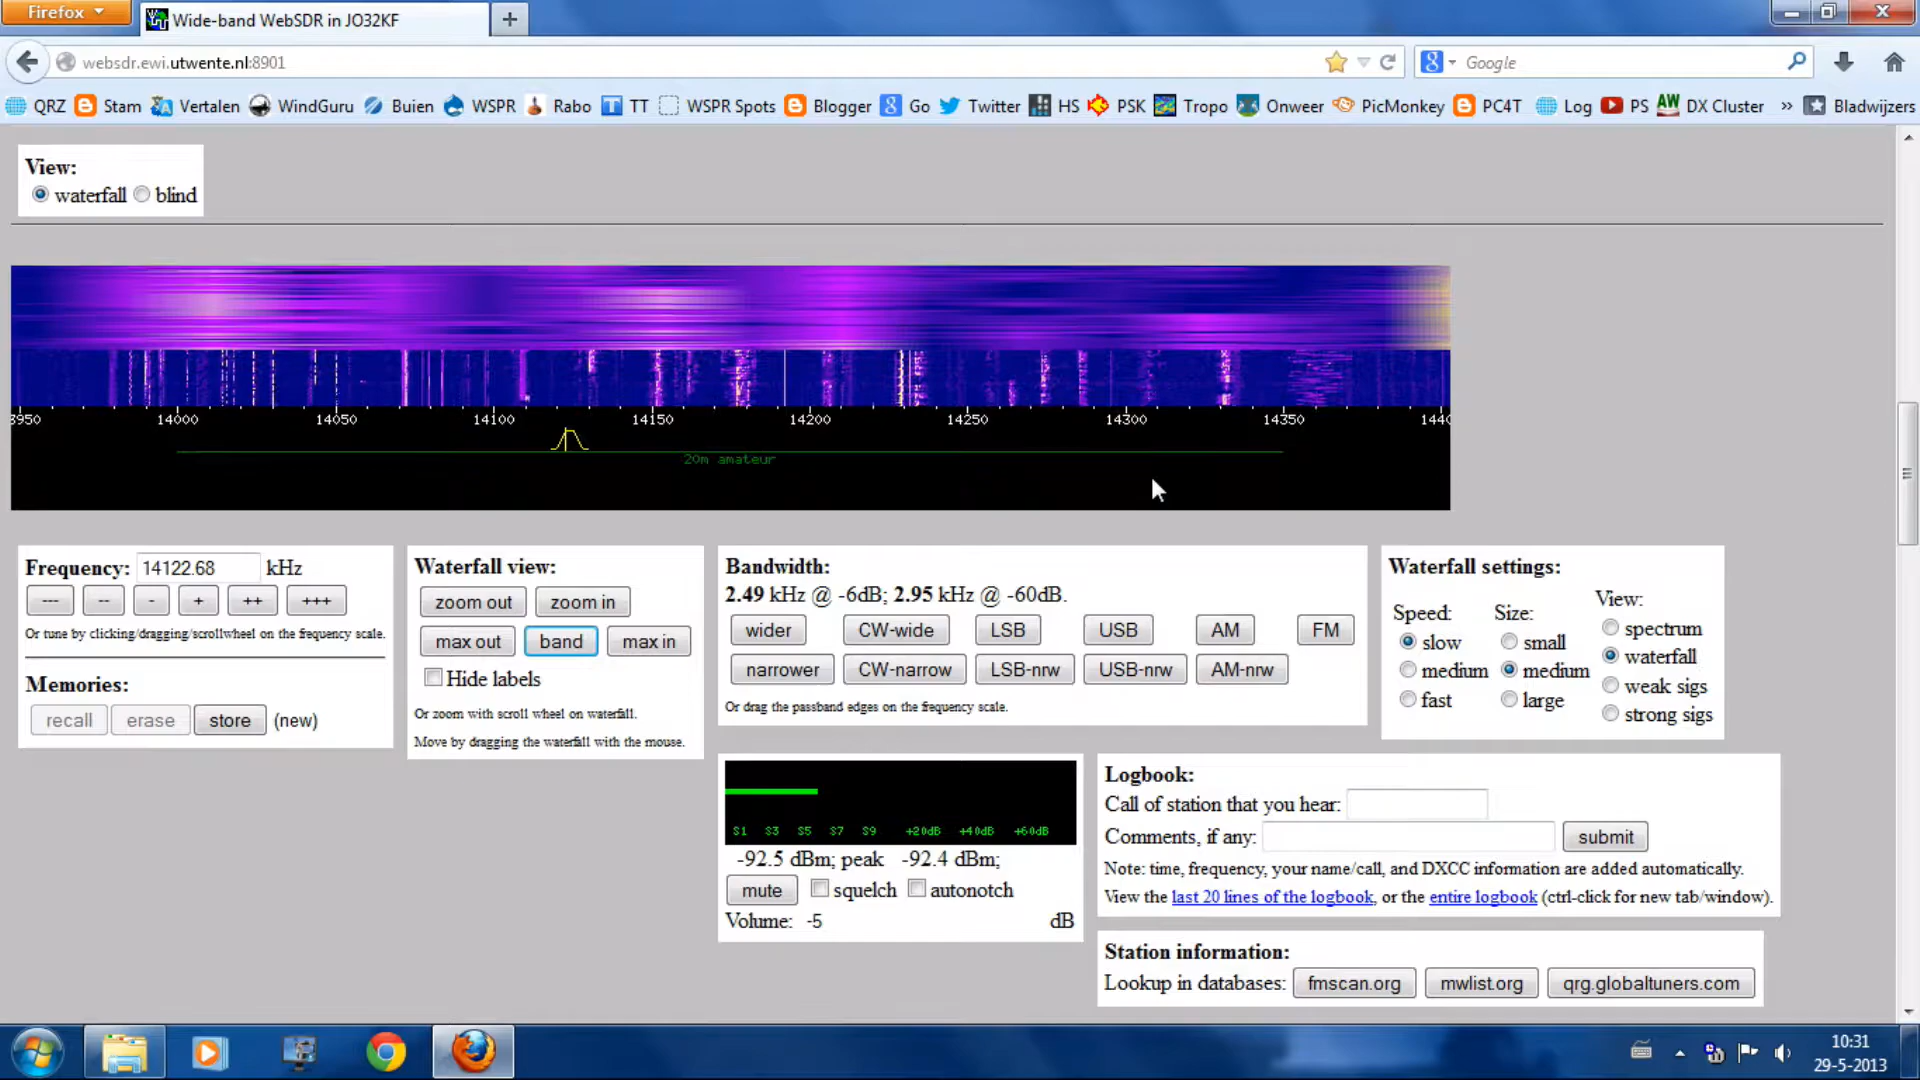 Firefox
Wide-band WebSDR in JO32KF
websdr.ewi.utwente.nl:8901
Google
QRZ Stam Vertalen WindGuru Buien WSPR Rabo TT WSPR Spots Blogger Go Twitter HS PSK Tropo Onweer PicMonkey PC4T Log PS DX Cluster » Bladwijzers
View:
waterfall blind
3950 14000 14050 14100 14150 14200 14250 14300 14350 1440
20m amateur
Frequency: 14122.68 kHz
--- -- - + ++ +++
Or tune by clicking/dragging/scrollwheel on the frequency scale.
Memories:
recall erase store (new)
Waterfall view:
zoom out zoom in
max out band max in
Hide labels
Or zoom with scroll wheel on waterfall.
Move by dragging the waterfall with the mouse.
Bandwidth:
2.49 kHz @ -6dB; 2.95 kHz @ -60dB.
wider CW-wide LSB USB AM FM
narrower CW-narrow LSB-nrw USB-nrw AM-nrw
Or drag the passband edges on the frequency scale.
Waterfall settings:
Speed: Size: View:
slow small spectrum
medium medium waterfall
fast large weak sigs
strong sigs
S1 S3 S5 S7 S9 +20dB +40dB +60dB
-92.5 dBm; peak -92.4 dBm;
mute squelch autonotch
Volume: -5 dB
Logbook:
Call of station that you hear:
Comments, if any: submit
Note: time, frequency, your name/call, and DXCC information are added automatically.
View the last 20 lines of the logbook, or the entire logbook (ctrl-click for new tab/window).
Station information:
Lookup in databases: fmscan.org mwlist.org qrg.globaltuners.com
10:31
29-5-2013